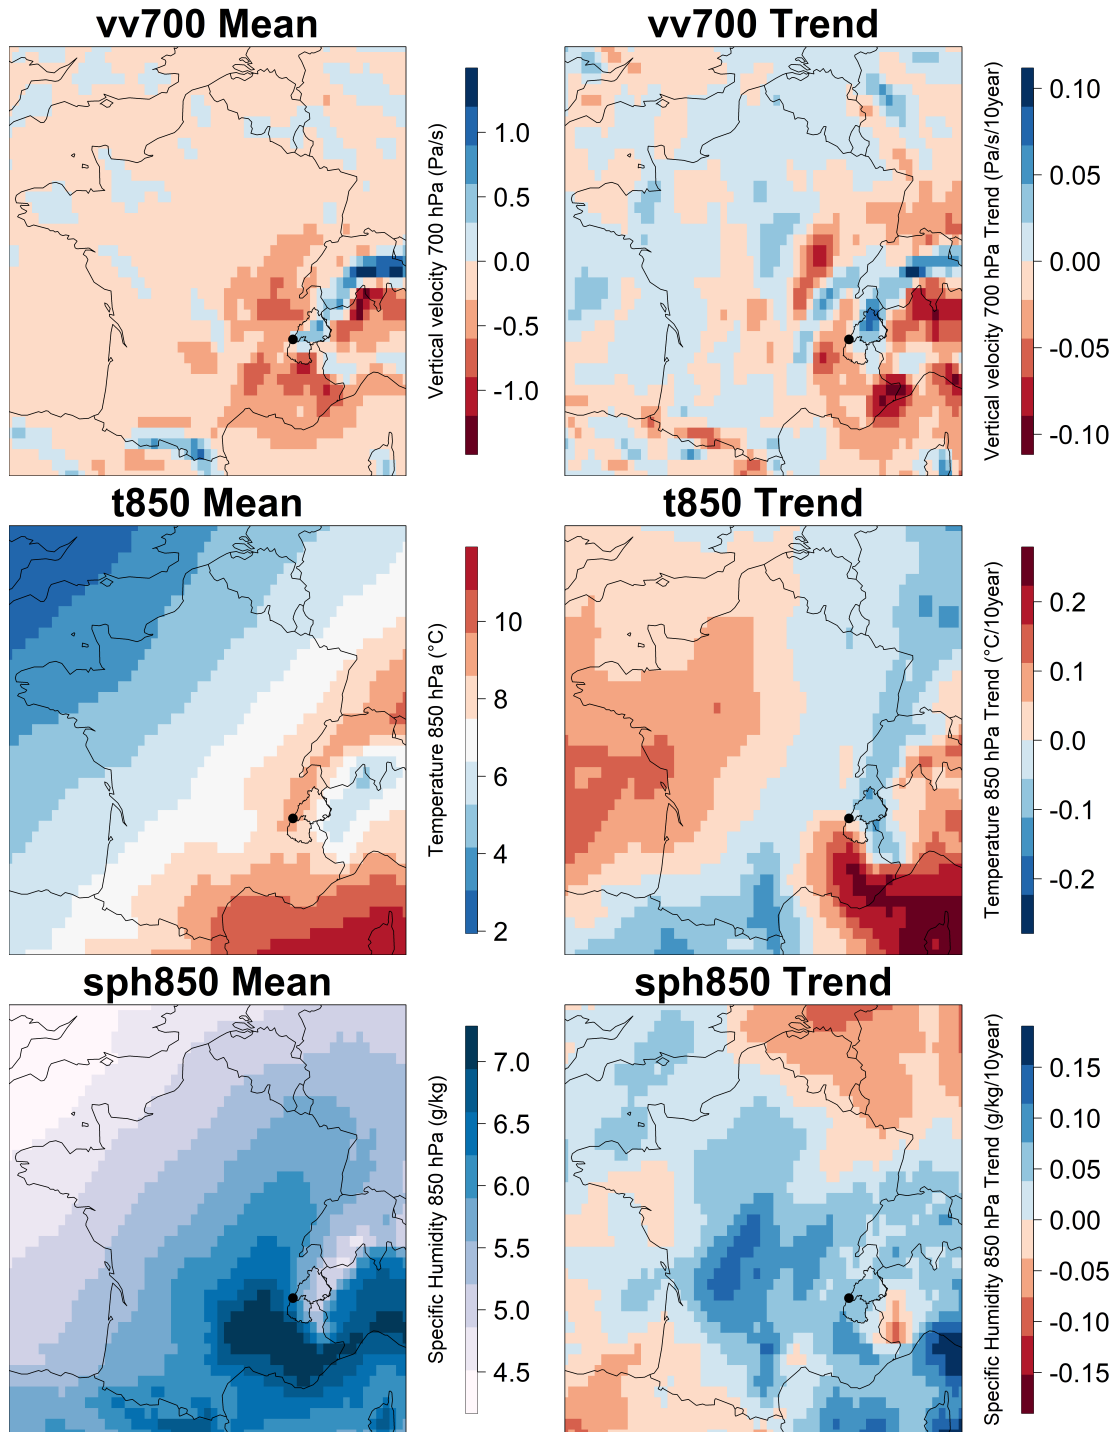 vv700 Mean
vv700 Trend
1.0
0.5
0.0
-0.5
-1.0
Vertical velocity 700 hPa (Pa/s)
0.10
0.05
0.00
-0.05
-0.10
Vertical velocity 700 hPa Trend (Pa/s/10year)
t850 Mean
t850 Trend
10
8
6
4
2
Temperature 850 hPa (°C)
0.2
0.1
0.0
-0.1
-0.2
Temperature 850 hPa Trend (°C/10year)
sph850 Mean
sph850 Trend
7.0
6.5
6.0
5.5
5.0
4.5
Specific Humidity 850 hPa (g/kg)
0.15
0.10
0.05
0.00
-0.05
-0.10
-0.15
Specific Humidity 850 hPa Trend (g/kg/10year)